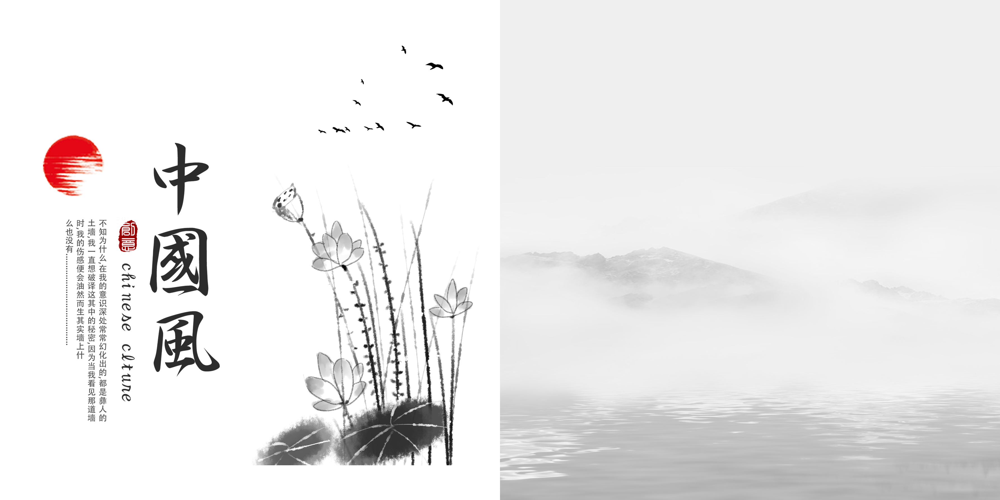 中國風
創意
chinese clture
不知为什么,在我的意识深处常常幻化出的,都是彝人的
土墙,我一直想破译这其中的秘密,因为当我看见那道墙
时,我的伤感便会油然而生其实墙上什
么也没有................................................